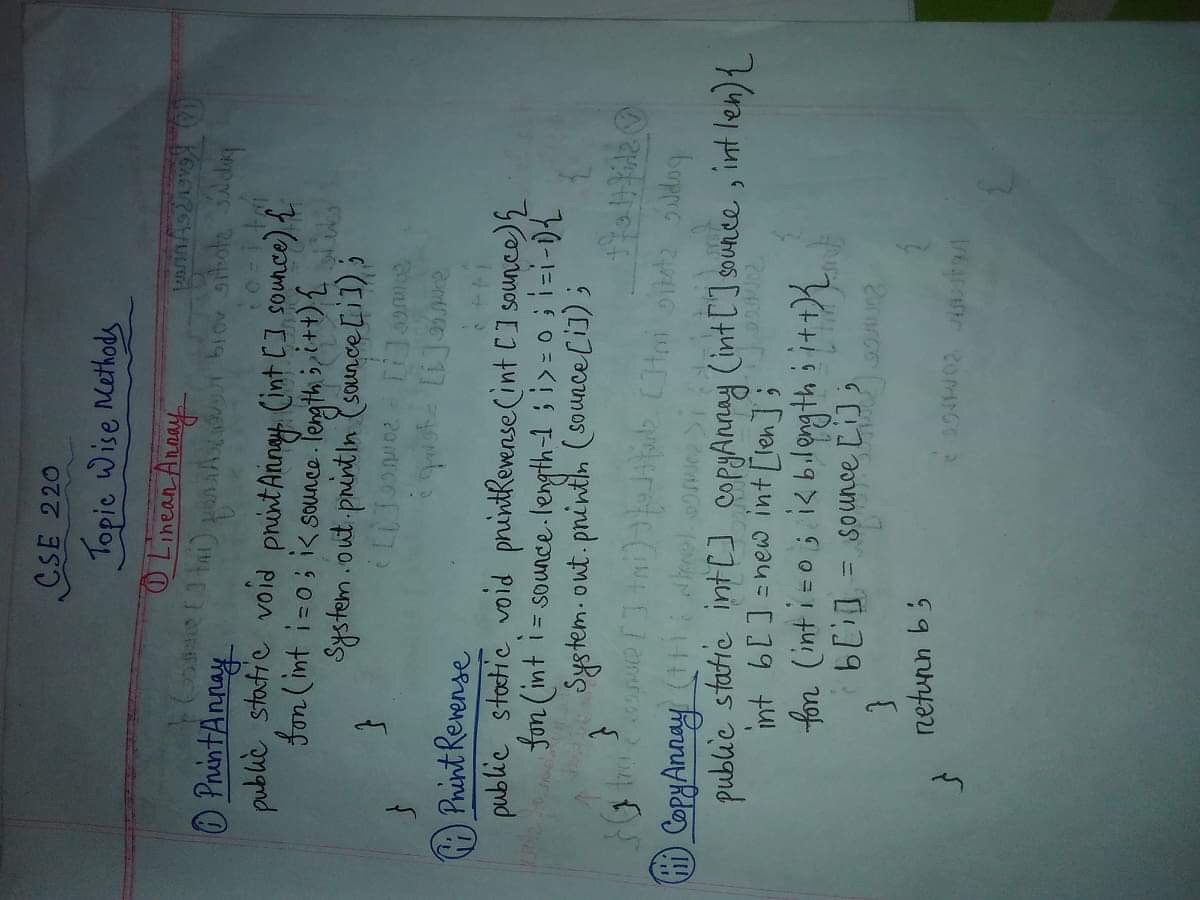 CSE 220
Topic Wise Methods
① Linear Array
ⓘ PrintArray
public static void printArray (int [] source) {
for (int i = 0; i < source.length; i++) {
System.out.println (source [i]);
}
}
(ii) PrintReverse
public static void printReverse (int [] source) {
for (int i = source.length-1; i >= 0; i = i-1) {
System.out.println (source [i]);
}
}
(iii) CopyArray
public static int [] copyArray (int [] source, int len) {
int b [] = new int [len];
for (int i = 0; i < b.length; i++) {
b [i] = source [i];
}
return b;
}